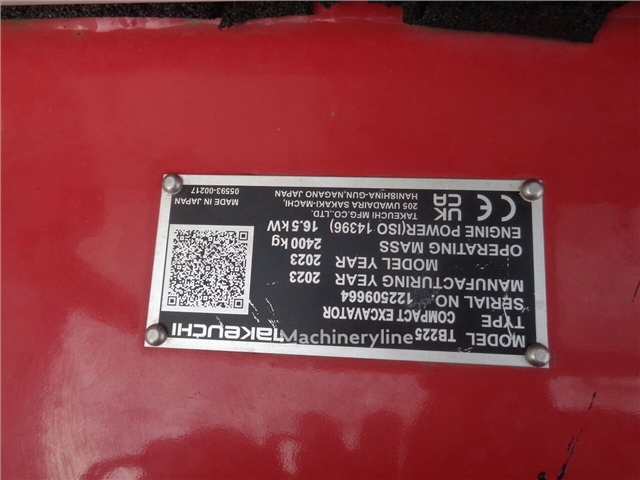 TAKEUCHI
MODEL TB225
TYPE COMPACT EXCAVATOR
SERIAL NO. 122509664
MANUFACTURING YEAR 2023
MODEL YEAR 2023
OPERATING MASS 2400 kg
ENGINE POWER(ISO 14396) 16.5 kW
CE UKCA
TAKEUCHI MFG.CO.,LTD.
205 UWADAIRA SAKAKI-MACHI,
HANISHINA-GUN,NAGANO JAPAN
MADE IN JAPAN
05593-00217
Machineryline